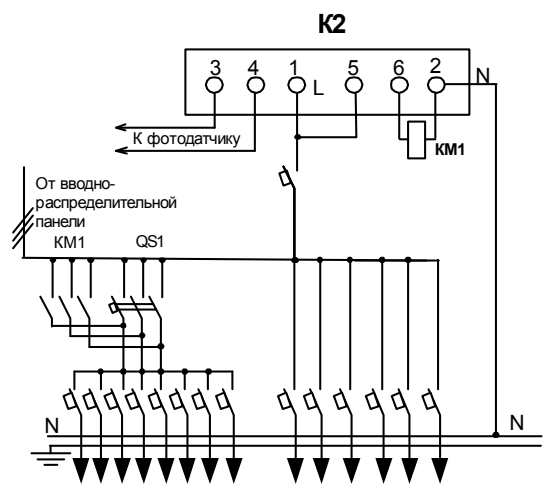 К2
3 4 1 5 6 2
L
N
К фотодатчику
КМ1
От вводно-
распределительной
панели
КМ1 QS1
N
N